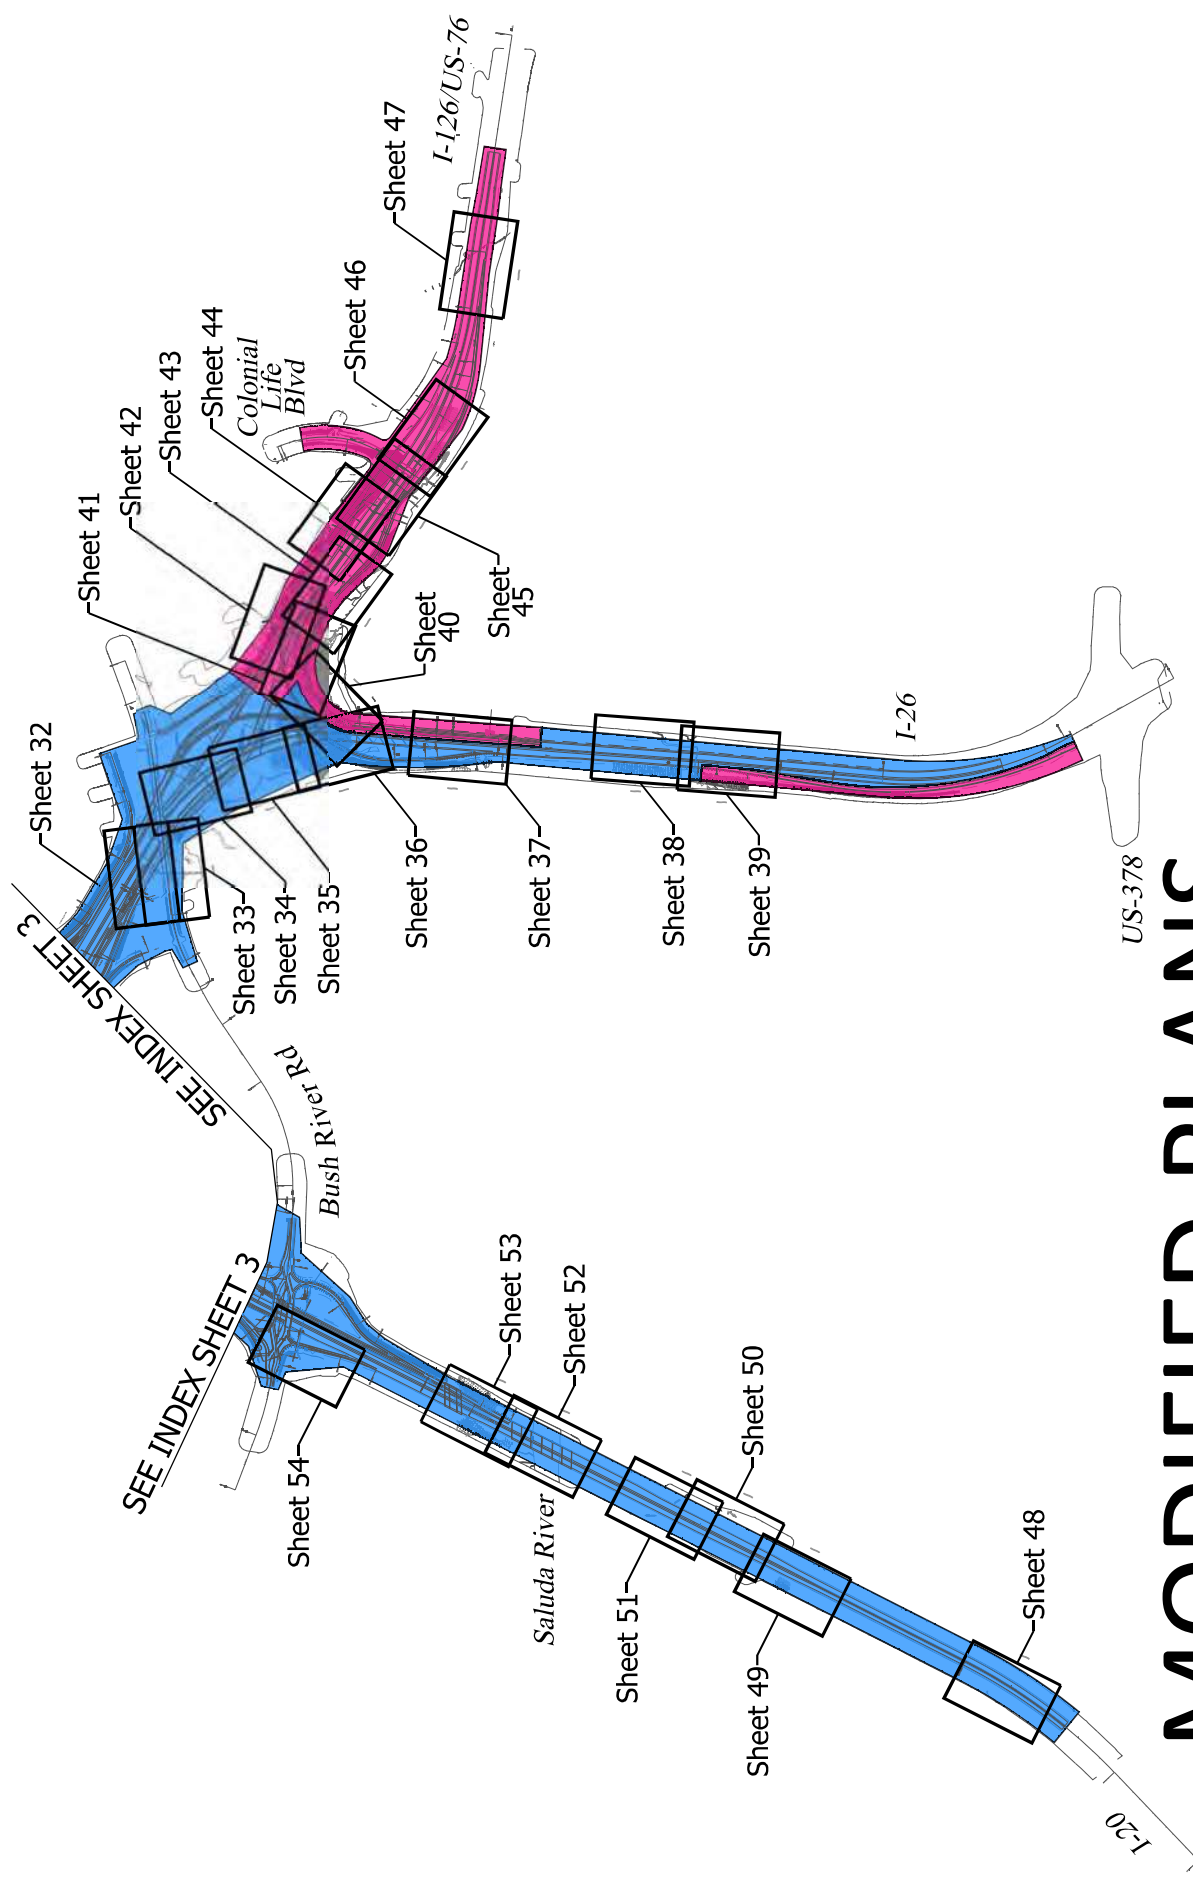 I-126/US-76
Sheet 47
Sheet 46
Sheet 44
Colonial
Life
Blvd
Sheet 43
Sheet 42
Sheet 41
Sheet 40
Sheet 45
Sheet 32
SEE INDEX SHEET 3
Sheet 33
Sheet 34
Sheet 35
Sheet 36
Sheet 37
Sheet 38
Sheet 39
I-26
US-378
Bush River Rd
SEE INDEX SHEET 3
Sheet 54
Sheet 53
Sheet 52
Saluda River
Sheet 51
Sheet 50
Sheet 49
Sheet 48
I-20
MODIFIED PLANS